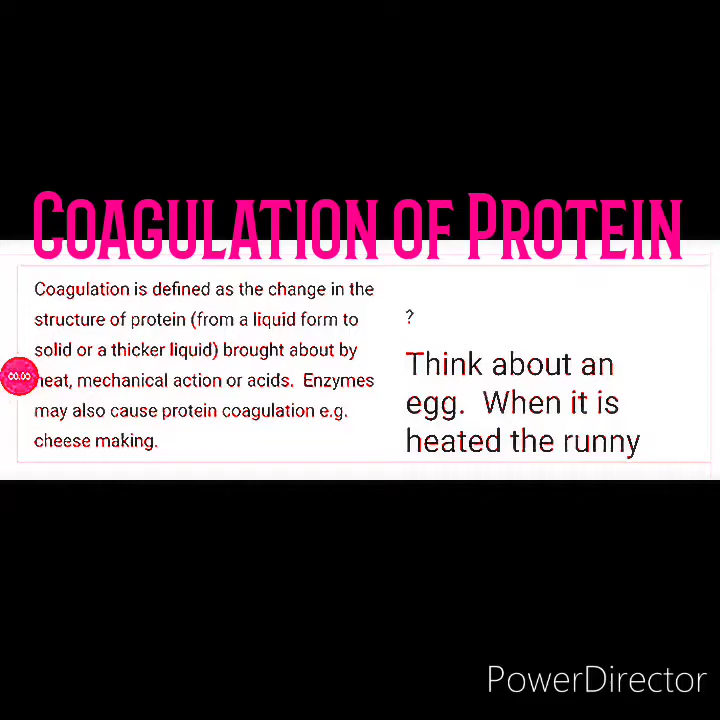 COAGULATION OF PROTEIN
Coagulation is defined as the change in the
structure of protein (from a liquid form to
solid or a thicker liquid) brought about by
heat, mechanical action or acids. Enzymes
may also cause protein coagulation e.g.
cheese making.
00:00
?
Think about an
egg. When it is
heated the runny
PowerDirector